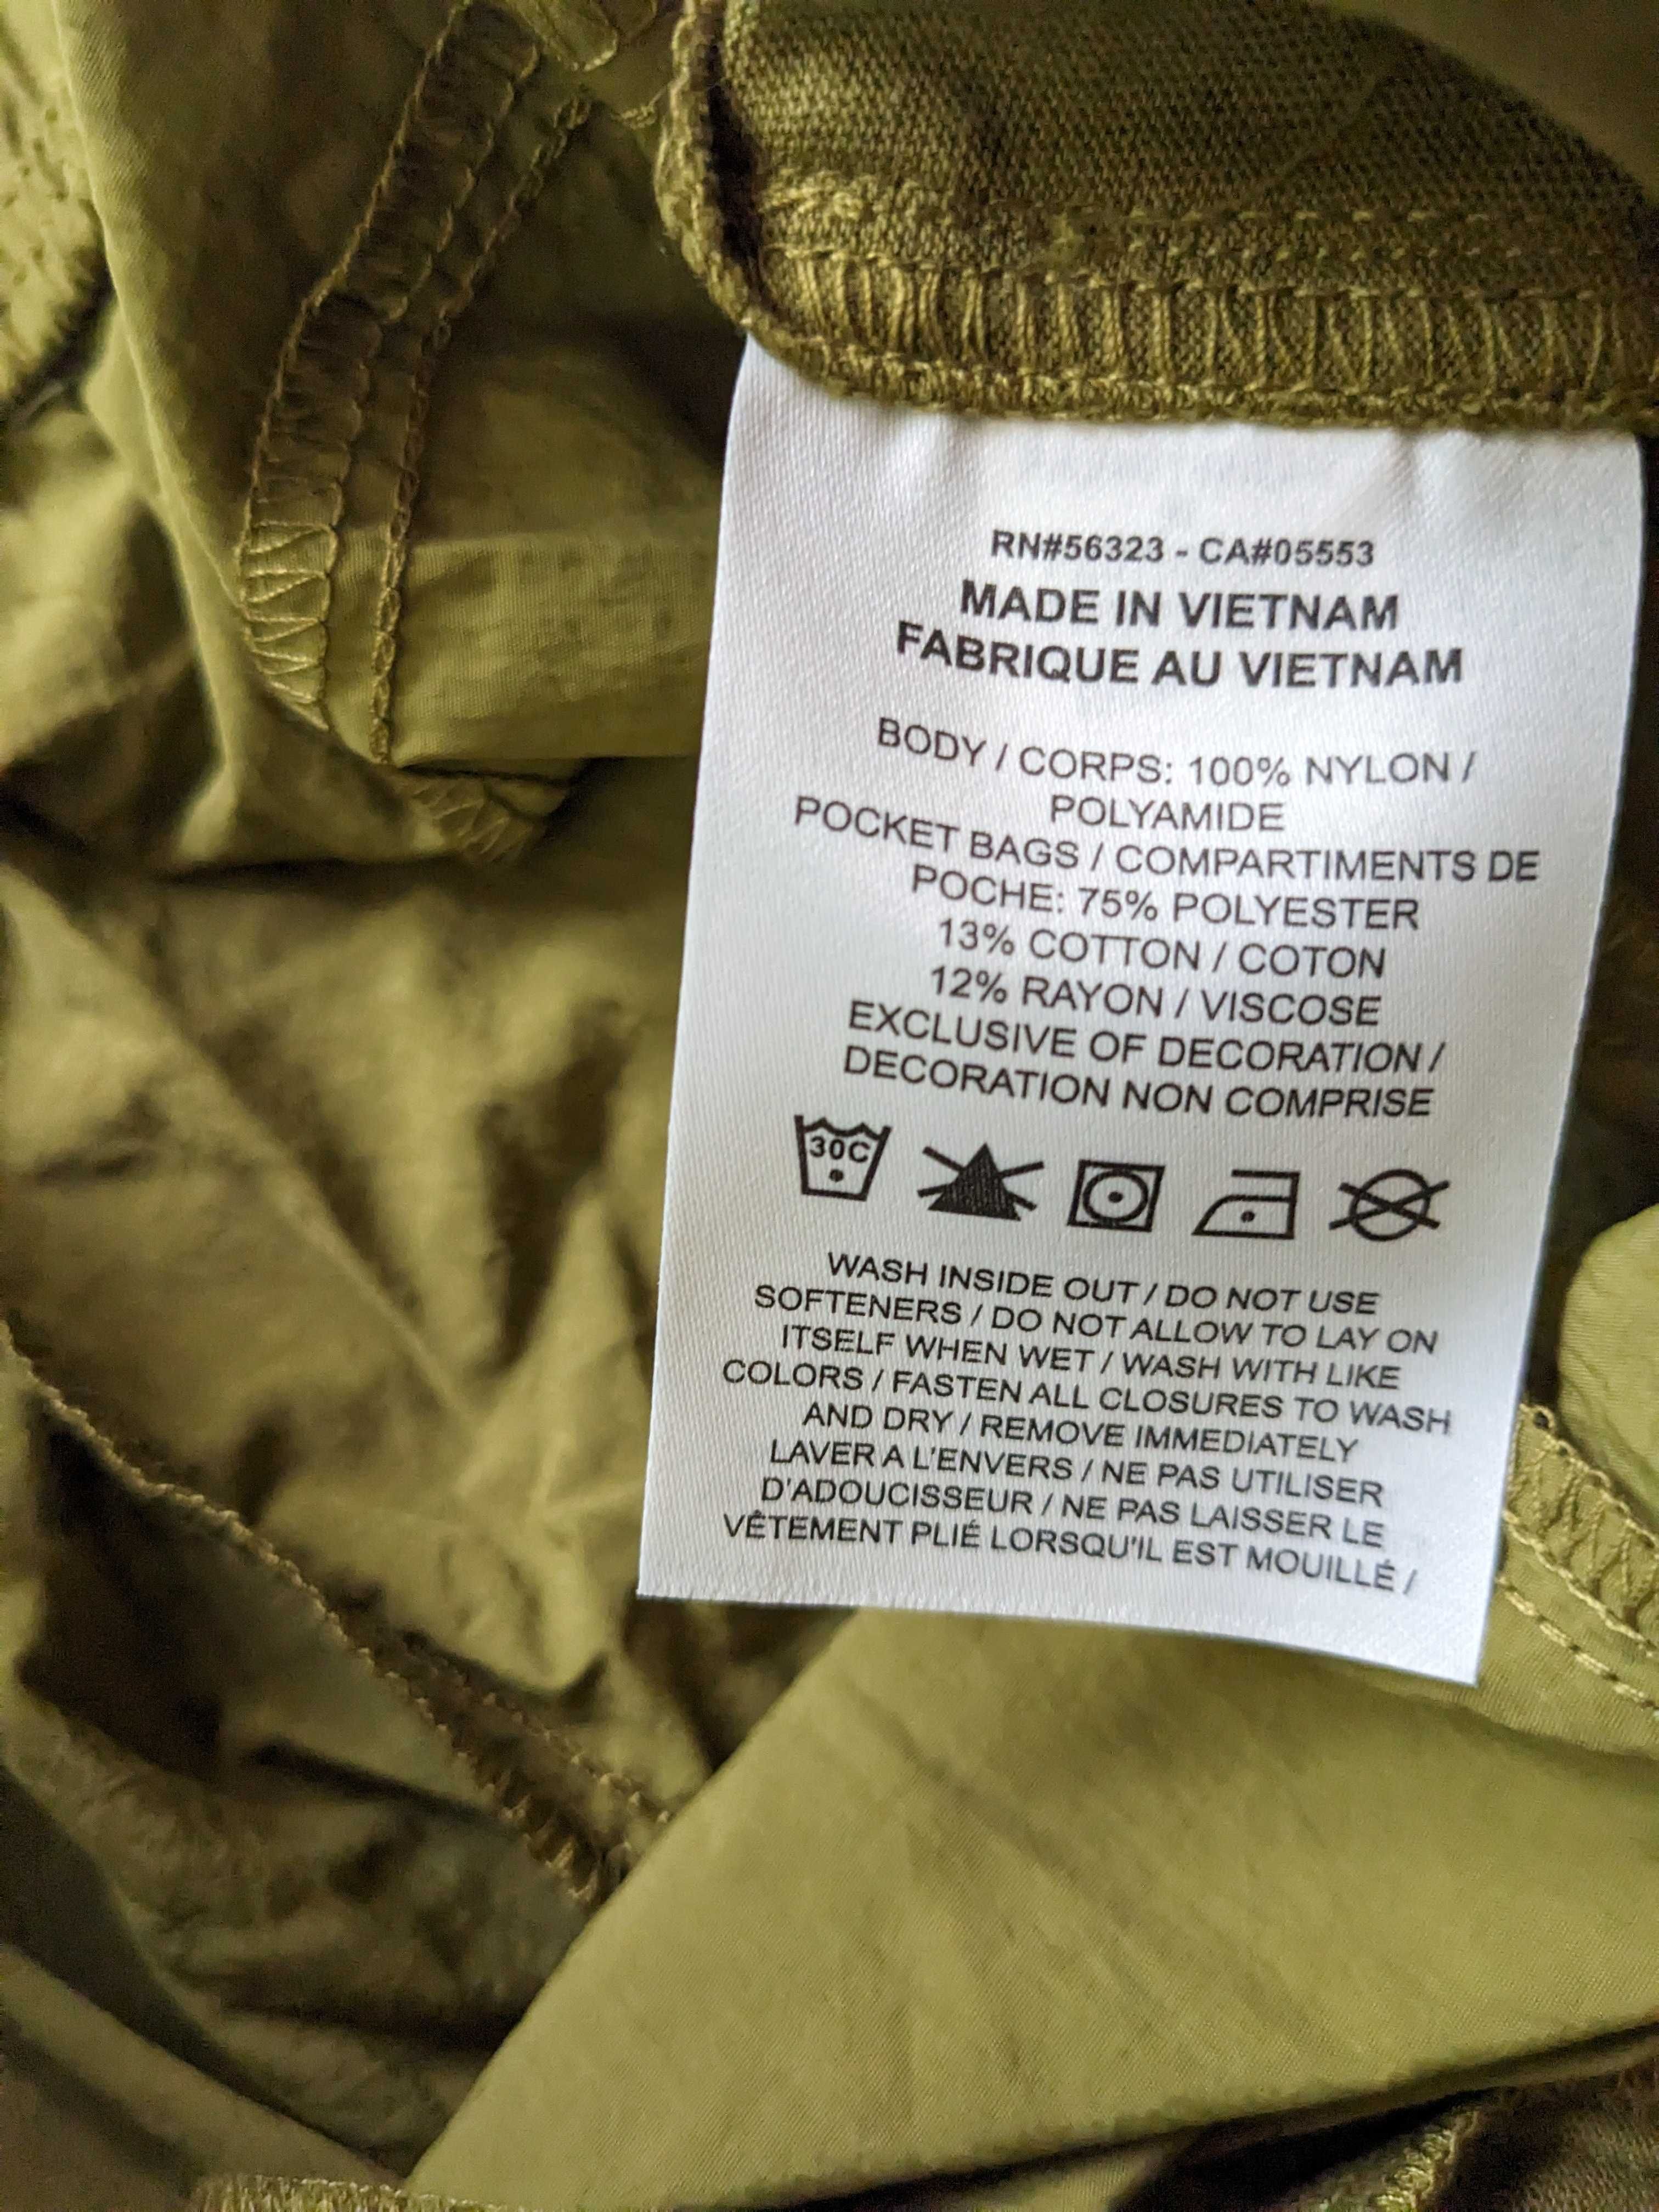 RN#56323 - CA#05553
MADE IN VIETNAM
FABRIQUE AU VIETNAM
BODY / CORPS: 100% NYLON /
POLYAMIDE
POCKET BAGS / COMPARTIMENTS DE
POCHE: 75% POLYESTER
13% COTTON / COTON
12% RAYON / VISCOSE
EXCLUSIVE OF DECORATION /
DECORATION NON COMPRISE
30C
WASH INSIDE OUT / DO NOT USE
SOFTENERS / DO NOT ALLOW TO LAY ON
ITSELF WHEN WET / WASH WITH LIKE
COLORS / FASTEN ALL CLOSURES TO WASH
AND DRY / REMOVE IMMEDIATELY
LAVER A L'ENVERS / NE PAS UTILISER
D'ADOUCISSEUR / NE PAS LAISSER LE
VÊTEMENT PLIÉ LORSQU'IL EST MOUILLÉ /